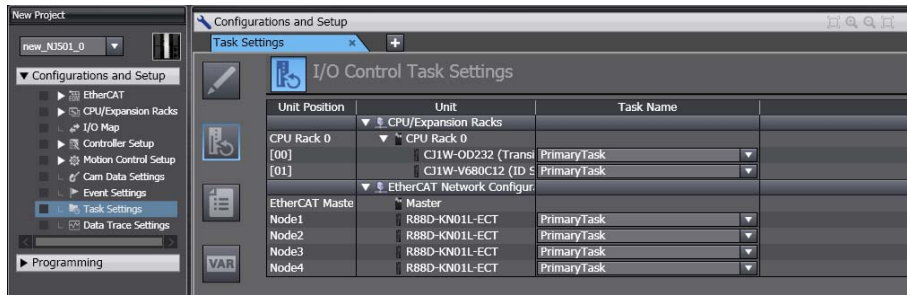 New Project
new_NJ501_0
Configurations and Setup
EtherCAT
CPU/Expansion Racks
I/O Map
Controller Setup
Motion Control Setup
Cam Data Settings
Event Settings
Task Settings
Data Trace Settings
Programming
Configurations and Setup
Task Settings
I/O Control Task Settings
VAR
Unit Position Unit Task Name
CPU/Expansion Racks
CPU Rack 0 CPU Rack 0
[00] CJ1W-OD232 (Transi PrimaryTask
[01] CJ1W-V680C12 (ID S PrimaryTask
EtherCAT Network Configur
EtherCAT Maste Master
Node1 R88D-KN01L-ECT PrimaryTask
Node2 R88D-KN01L-ECT PrimaryTask
Node3 R88D-KN01L-ECT PrimaryTask
Node4 R88D-KN01L-ECT PrimaryTask